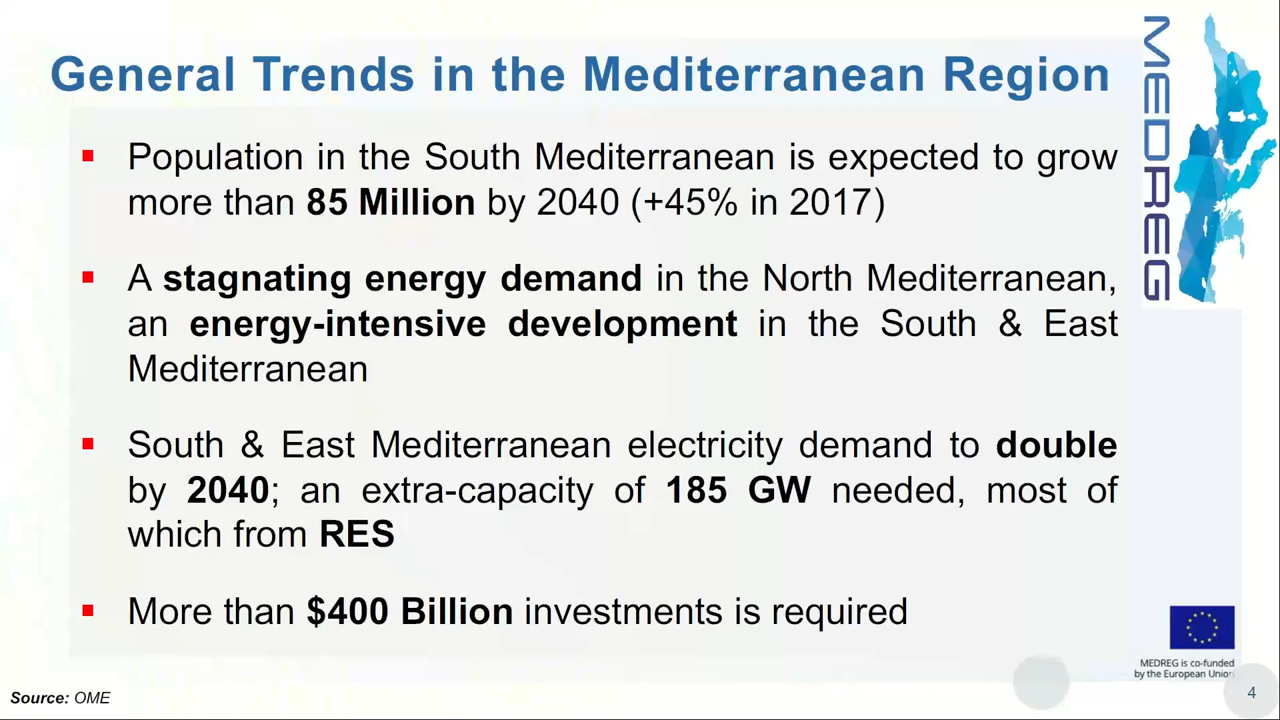 General Trends in the Mediterranean Region
Population in the South Mediterranean is expected to grow
more than 85 Million by 2040 (+45% in 2017)
A stagnating energy demand in the North Mediterranean,
an energy-intensive development in the South & East
Mediterranean
South & East Mediterranean electricity demand to double
by 2040; an extra-capacity of 185 GW needed, most of
which from RES
More than $400 Billion investments is required
MEDREG
MEDREG is co-funded
by the European Union
Source: OME
4